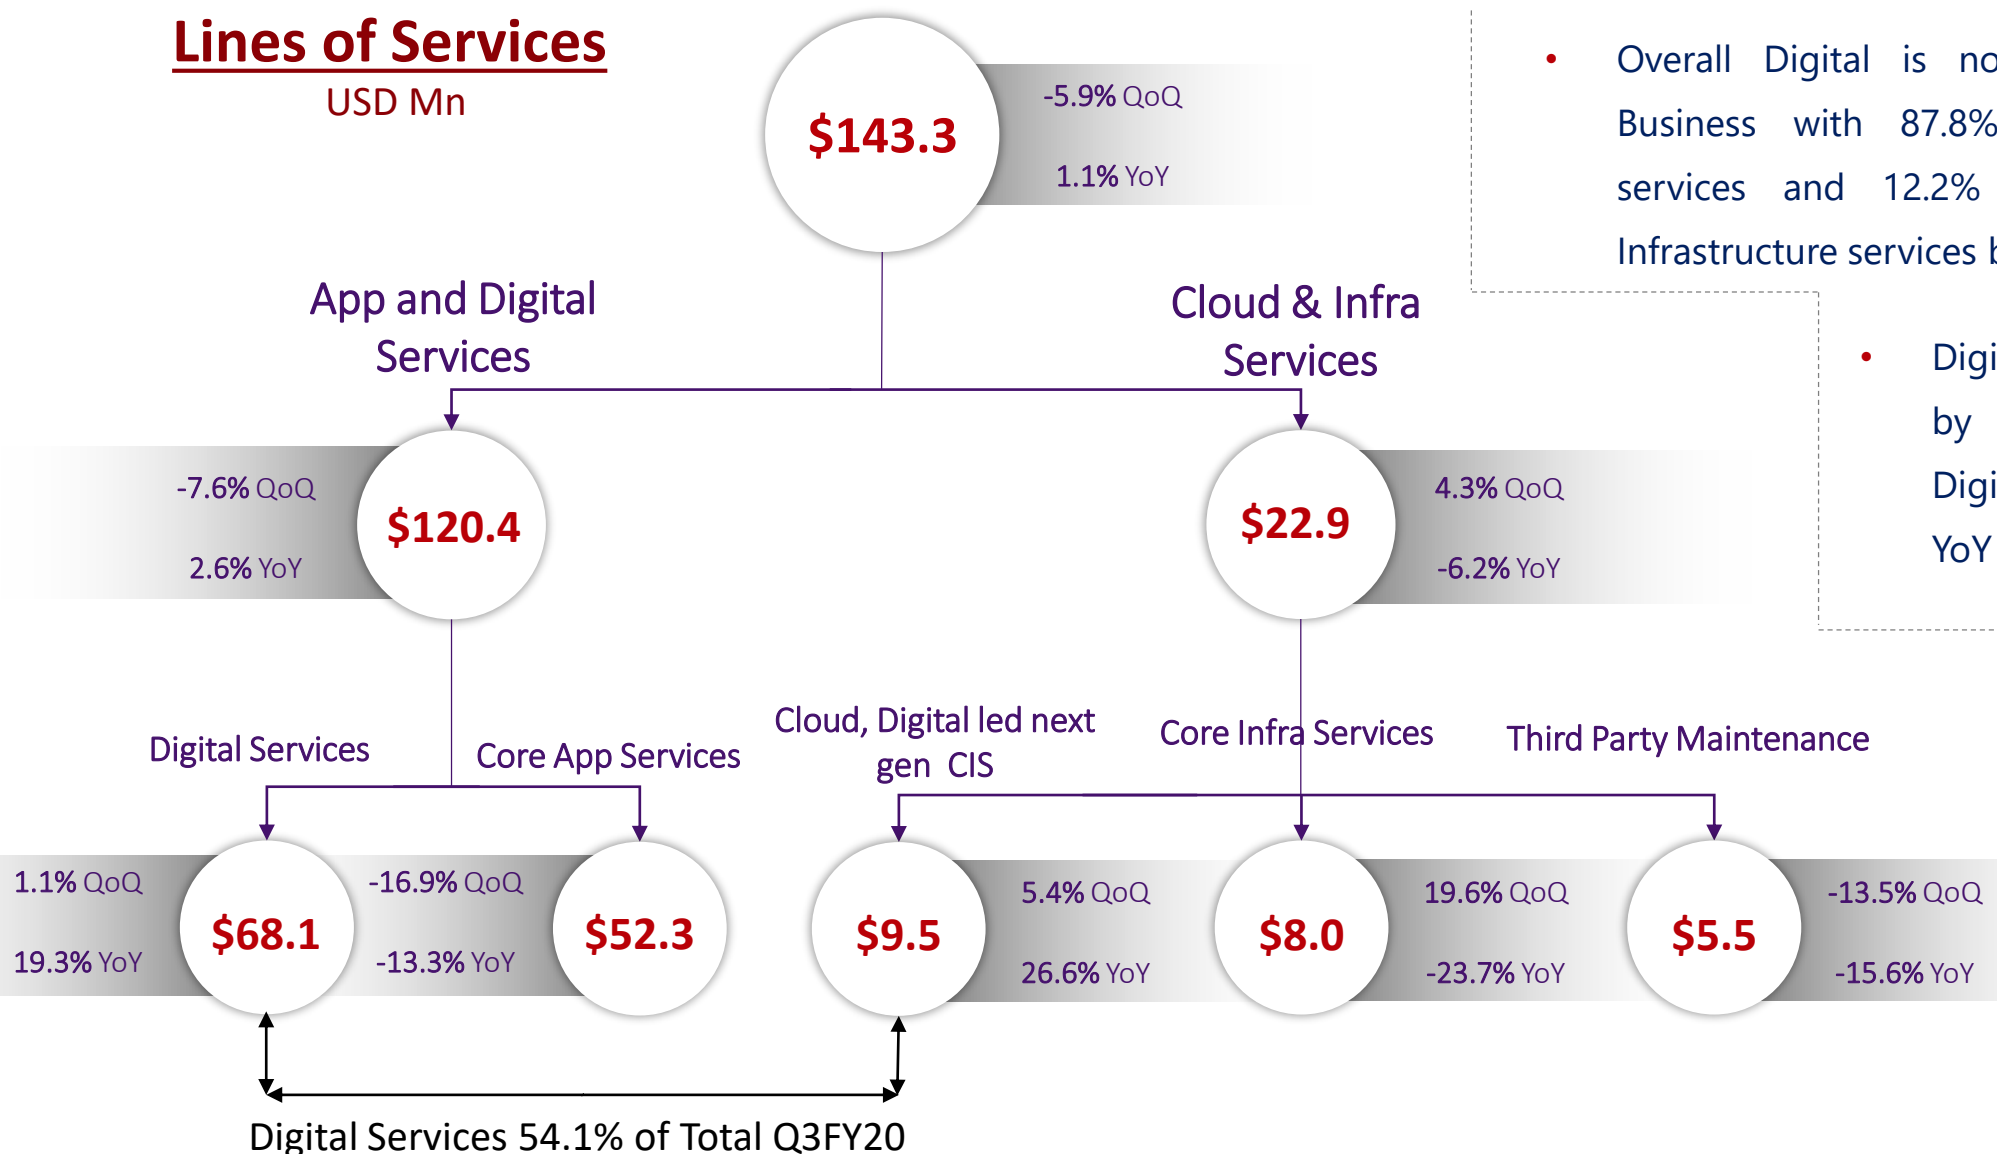 Lines of Services
USD Mn
$143.3
-5.9% QoQ
1.1% YoY
• Overall Digital is
Business with 87.8%
services and 12.2%
Infrastructure services
• 
by
YoY
App and Digital
Services
Cloud & Infra
Services
-7.6% QoQ
2.6% YoY
$120.4
$22.9
4.3% QoQ
-6.2% YoY
Digital Services
Core App Services
Cloud, Digital led next
gen CIS
Core Infra Services
Third Party Maintenance
1.1% QoQ
19.3% YoY
$68.1
-16.9% QoQ
-13.3% YoY
$52.3
$9.5
5.4% QoQ
26.6% YoY
$8.0
19.6% QoQ
-23.7% YoY
$5.5
-13.5% QoQ
-15.6% YoY
Digital Services 54.1% of Total Q3FY20